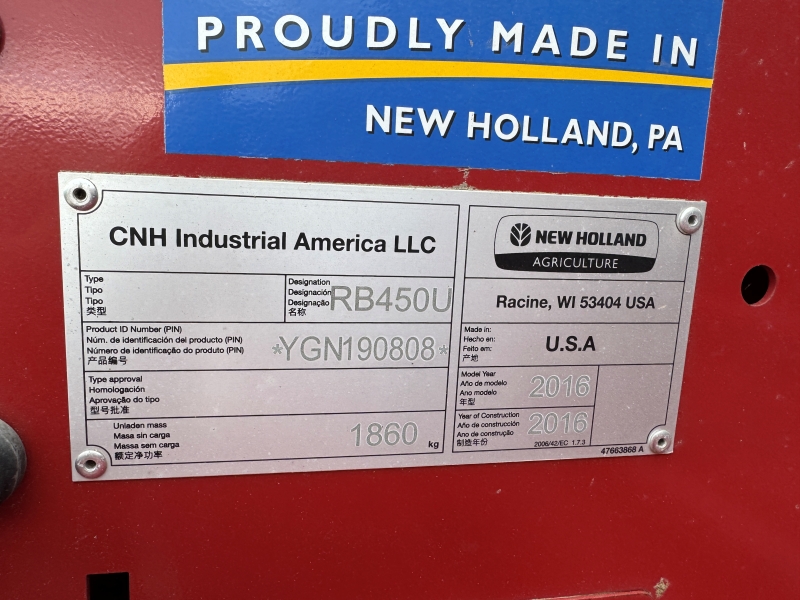 PROUDLY MADE IN
NEW HOLLAND, PA
CNH Industrial America LLC
Type
Tipo
Tipo
类型
Designation
Designación
Designação
名称
RB450U
Product ID Number (PIN)
Núm. de identificación del producto (PIN)
Número de identificação do produto (PIN)
产品编号
*YGN190808*
Type approval
Homologación
Aprovação do tipo
型号批准
Unladen mass
Masa sin carga
Massa sem carga
额定净功率
1860 kg
NEW HOLLAND
AGRICULTURE
Racine, WI 53404 USA
Made in:
Hecho en:
Feito em:
产地
U.S.A
Model Year
Año de modelo
Ano modelo
年型
2016
Year of Construction
Año de construcción
Ano de construção
制造年份
2016
2006/42/EC 1.7.3
47663868 A